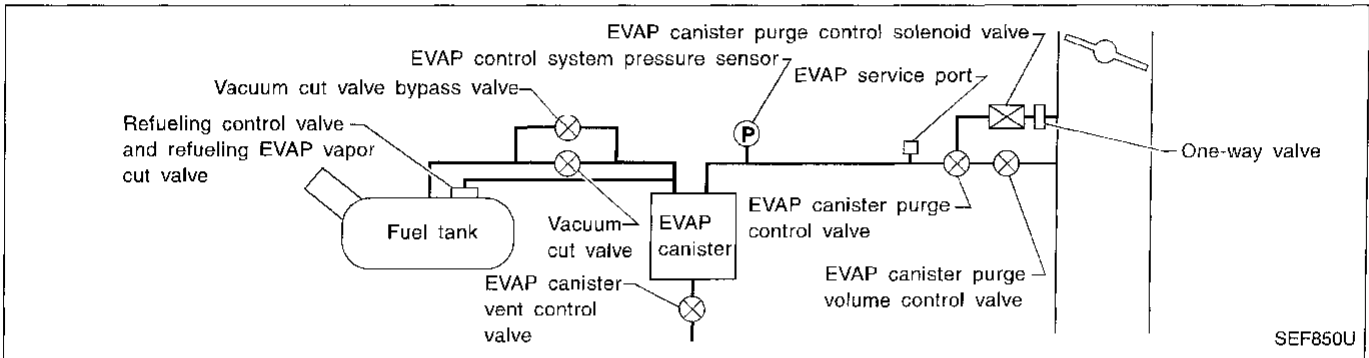 EVAP canister purge control solenoid valve
EVAP control system pressure sensor
EVAP service port
Vacuum cut valve bypass valve
Refueling control valve
and refueling EVAP vapor
cut valve
P
One-way valve
Fuel tank
Vacuum
cut valve
EVAP
canister
EVAP canister purge
control valve
EVAP canister
vent control
valve
EVAP canister purge
volume control valve
SEF850U